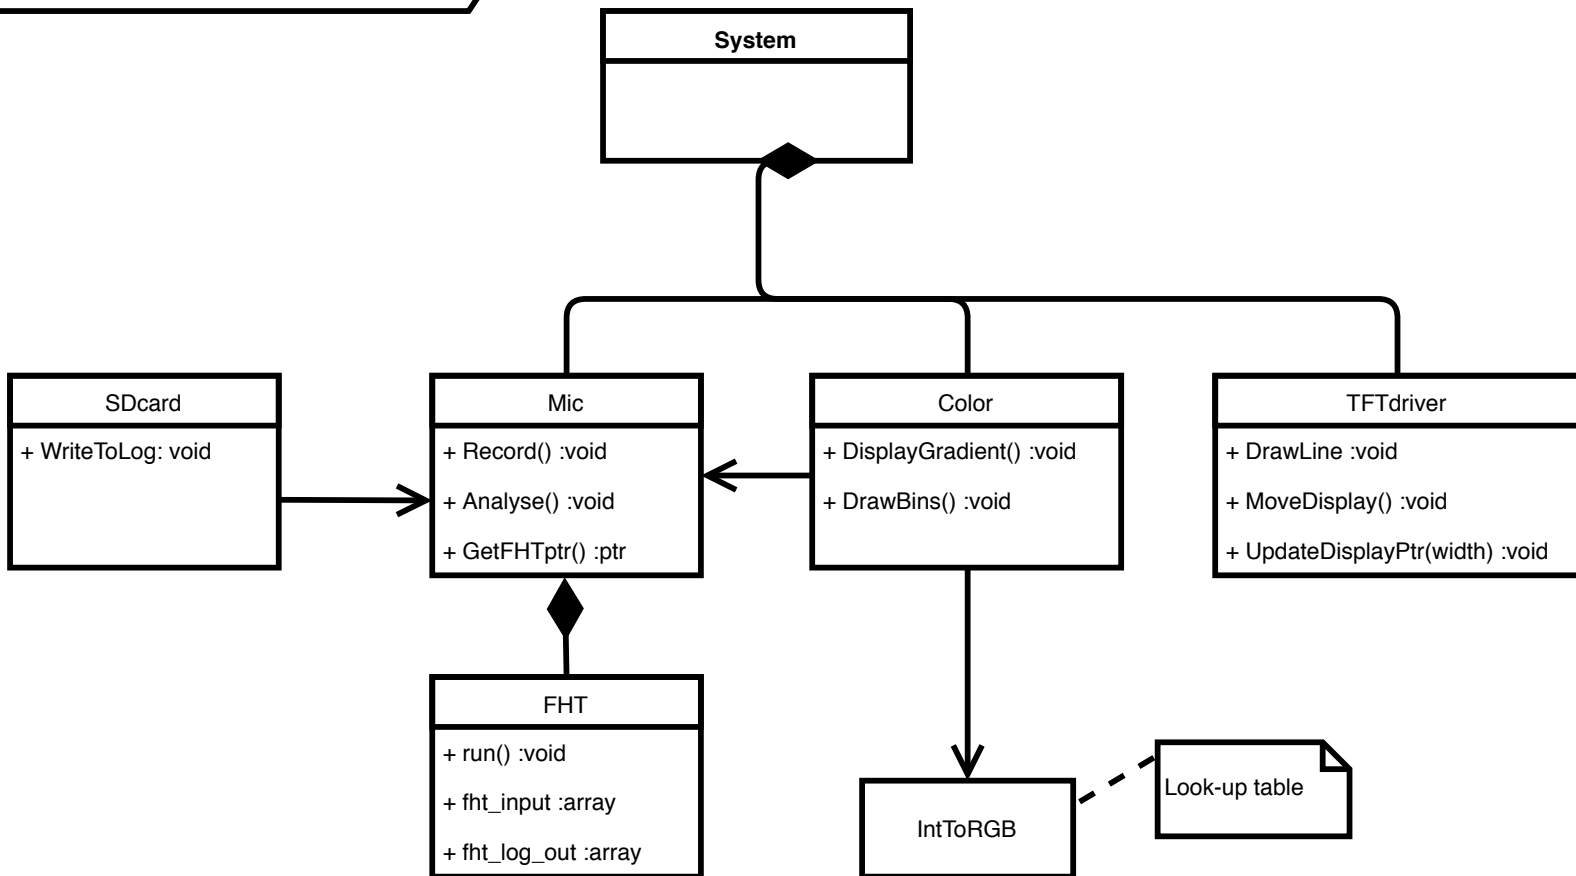 System
SDcard
+ WriteToLog: void
Mic
+ Record() :void
+ Analyse() :void
+ GetFHTptr() :ptr
Color
+ DisplayGradient() :void
+ DrawBins() :void
TFTdriver
+ DrawLine :void
+ MoveDisplay() :void
+ UpdateDisplayPtr(width) :void
FHT
+ run() :void
+ fht_input :array
+ fht_log_out :array
IntToRGB
Look-up table